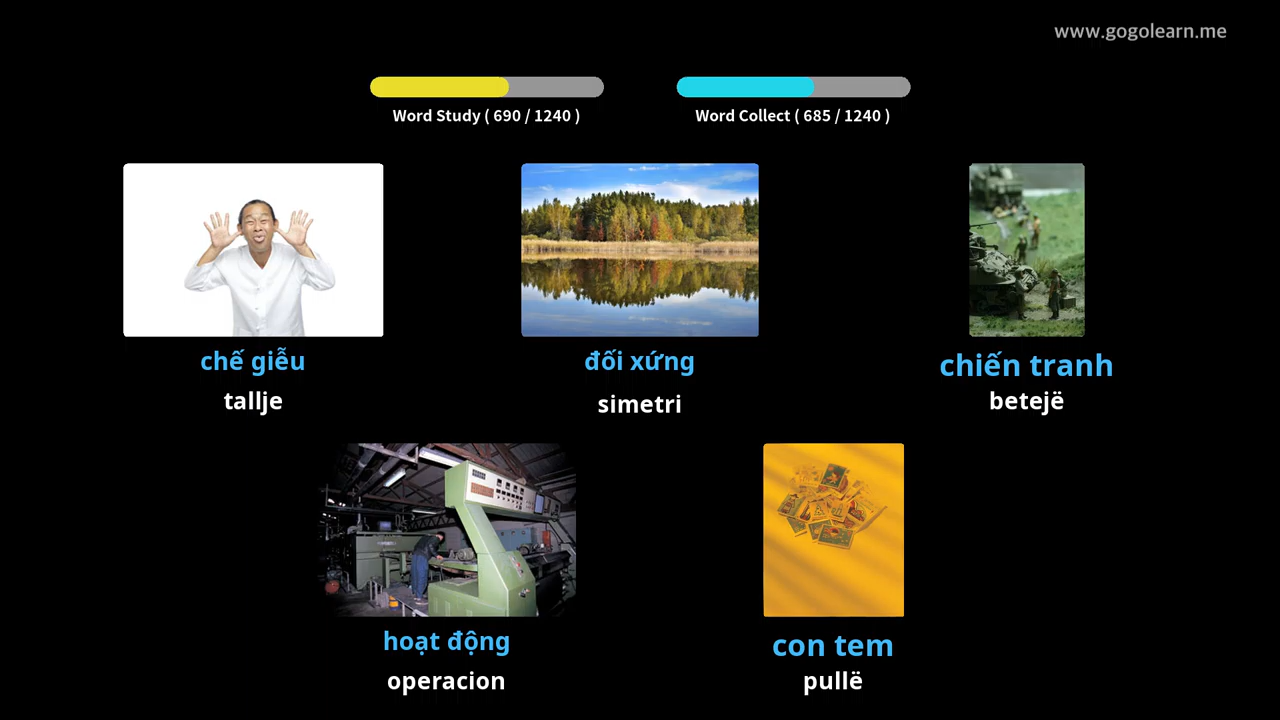 www.gogolearn.me
Word Study ( 690 / 1240 )
Word Collect ( 685 / 1240 )
chế giễu
tallje
đối xứng
simetri
chiến tranh
betejë
hoạt động
operacion
con tem
pullë